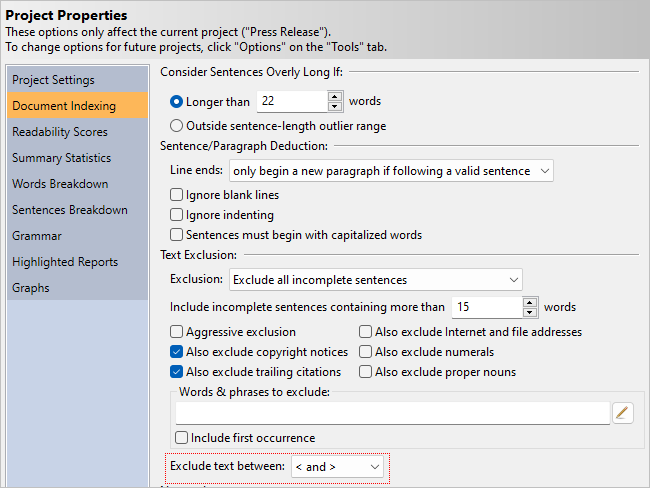 Project Properties
These options only affect the current project ("Press Release").
To change options for future projects, click "Options" on the "Tools" tab.
Project Settings
Document Indexing
Readability Scores
Summary Statistics
Words Breakdown
Sentences Breakdown
Grammar
Highlighted Reports
Graphs
Consider Sentences Overly Long If:
Longer than 22 words
Outside sentence-length outlier range
Sentence/Paragraph Deduction:
Line ends: only begin a new paragraph if following a valid sentence
Ignore blank lines
Ignore indenting
Sentences must begin with capitalized words
Text Exclusion:
Exclusion: Exclude all incomplete sentences
Include incomplete sentences containing more than 15 words
Aggressive exclusion Also exclude Internet and file addresses
Also exclude copyright notices Also exclude numerals
Also exclude trailing citations Also exclude proper nouns
Words & phrases to exclude:
Include first occurrence
Exclude text between: < and >